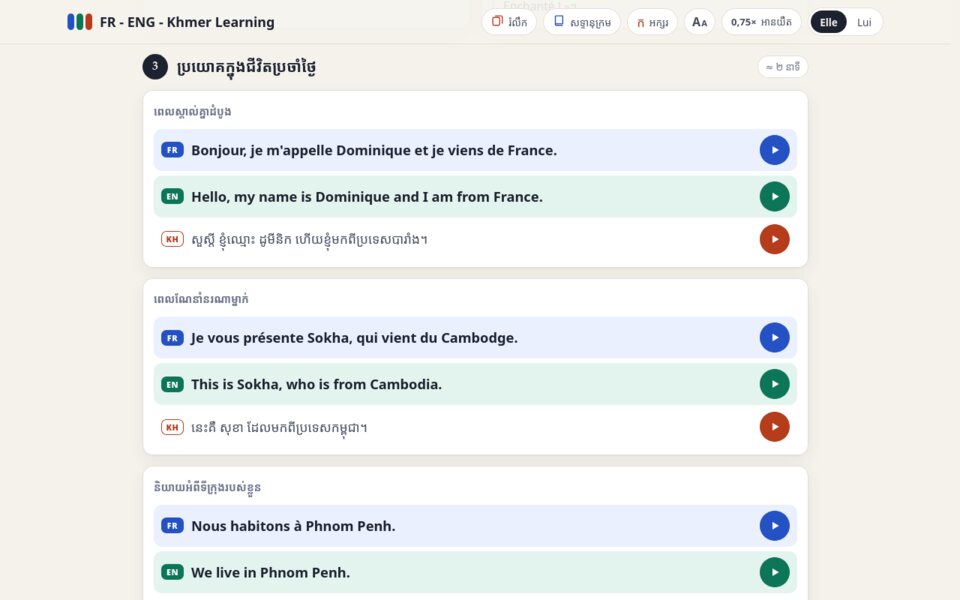 FR - ENG - Khmer Learning
រំលឹក
សទ្ទានុក្រម
ក អក្សរ
AA
0,75× អានយឺត
Elle
Lui
3 ប្រយោគក្នុងជីវិតប្រចាំថ្ងៃ
≈ ២ នាទី
ពេលស្គាល់គ្នាដំបូង
FR Bonjour, je m'appelle Dominique et je viens de France.
EN Hello, my name is Dominique and I am from France.
KH សួស្តី ខ្ញុំឈ្មោះ ដូមីនិក ហើយខ្ញុំមកពីប្រទេសបារាំង។
ពេលណែនាំនរណាម្នាក់
FR Je vous présente Sokha, qui vient du Cambodge.
EN This is Sokha, who is from Cambodia.
KH នេះគឺ សុខា ដែលមកពីប្រទេសកម្ពុជា។
និយាយអំពីទីក្រុងរបស់ខ្លួន
FR Nous habitons à Phnom Penh.
EN We live in Phnom Penh.